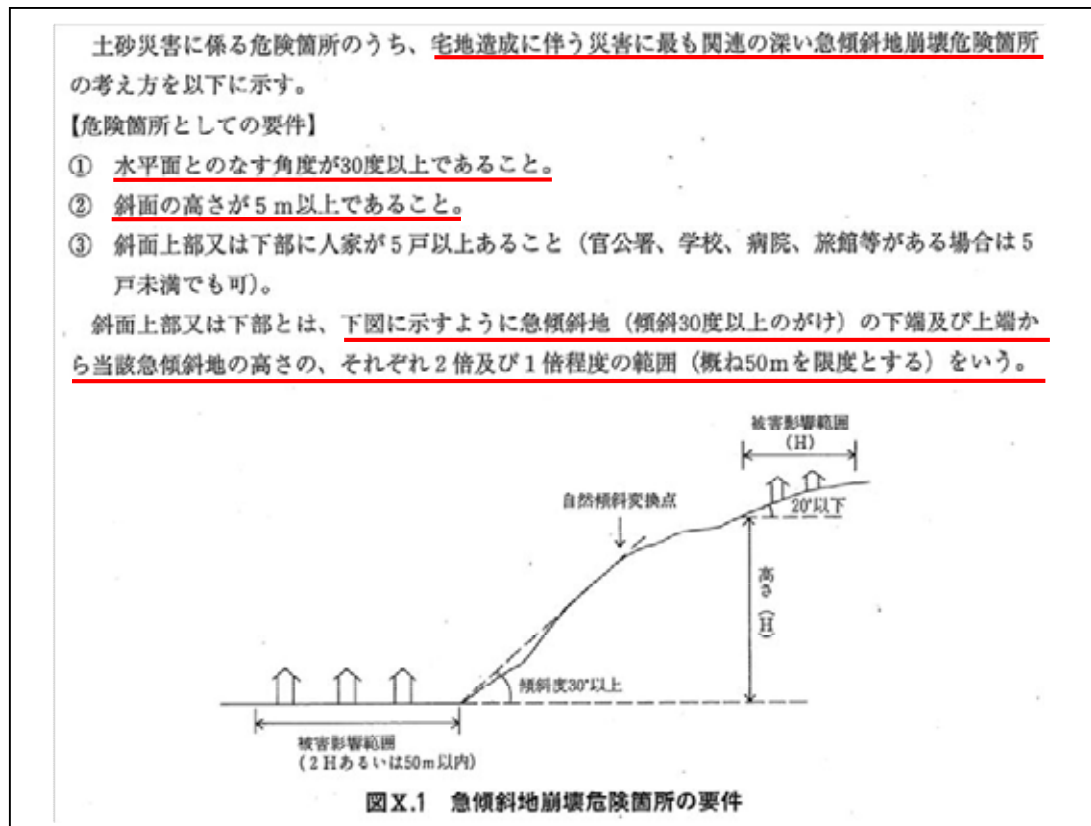 土砂災害に係る危険箇所のうち、宅地造成に伴う災害に最も関連の深い急傾斜地崩壊危険箇所
の考え方を以下に示す。
【危険箇所としての要件】
① 水平面とのなす角度が30度以上であること。
② 斜面の高さが5m以上であること。
③ 斜面上部又は下部に人家が5戸以上あること（官公署、学校、病院、旅館等がある場合は5
戸未満でも可）。
斜面上部又は下部とは、下図に示すように急傾斜地（傾斜30度以上のがけ）の下端及び上端か
ら当該急傾斜地の高さの、それぞれ2倍及び1倍程度の範囲（概ね50mを限度とする）をいう。
被害影響範囲
(H)
自然傾斜変換点
20°以下
高さ(H)
傾斜度30°以上
被害影響範囲
(2Hあるいは50m以内)
図X.1 急傾斜地崩壊危険箇所の要件